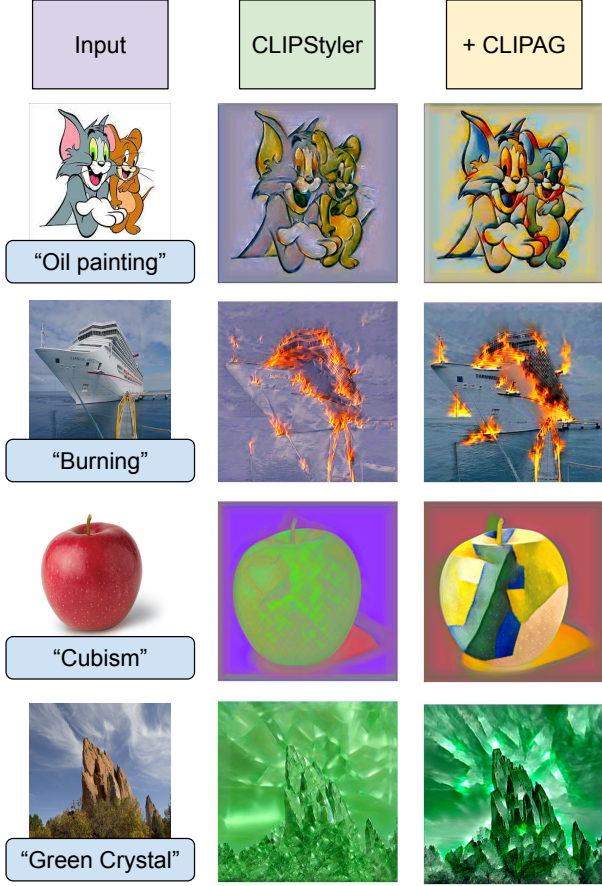 Input
CLIPStyler
+ CLIPAG
“Oil painting”
“Burning”
“Cubism”
“Green Crystal”